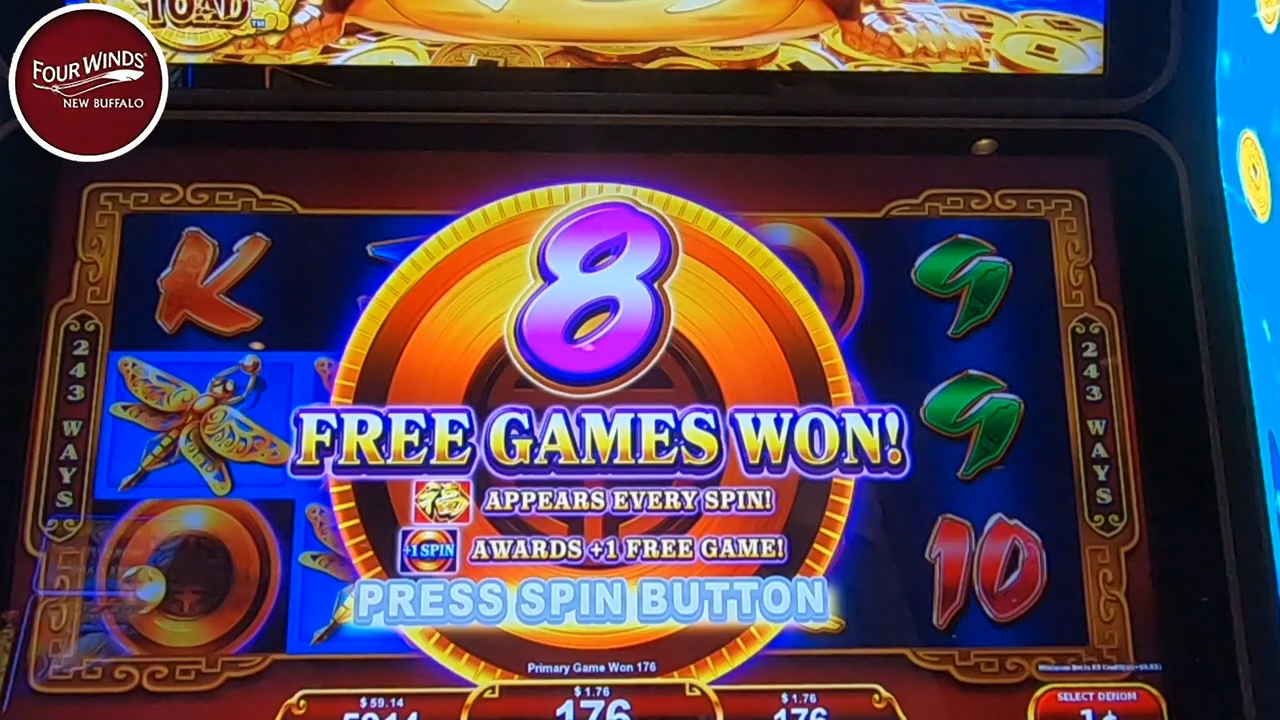 TOAD™
FOUR WINDS®
NEW BUFFALO
K
9
8
243 WAYS
243 WAYS
9
FREE GAMES WON!
福 APPEARS EVERY SPIN!
+1 SPIN AWARDS +1 FREE GAME!
10
PRESS SPIN BUTTON
Primary Game Won 176
$59.14
$1.76
$1.76
5914
176
176
SELECT DENOM
1¢